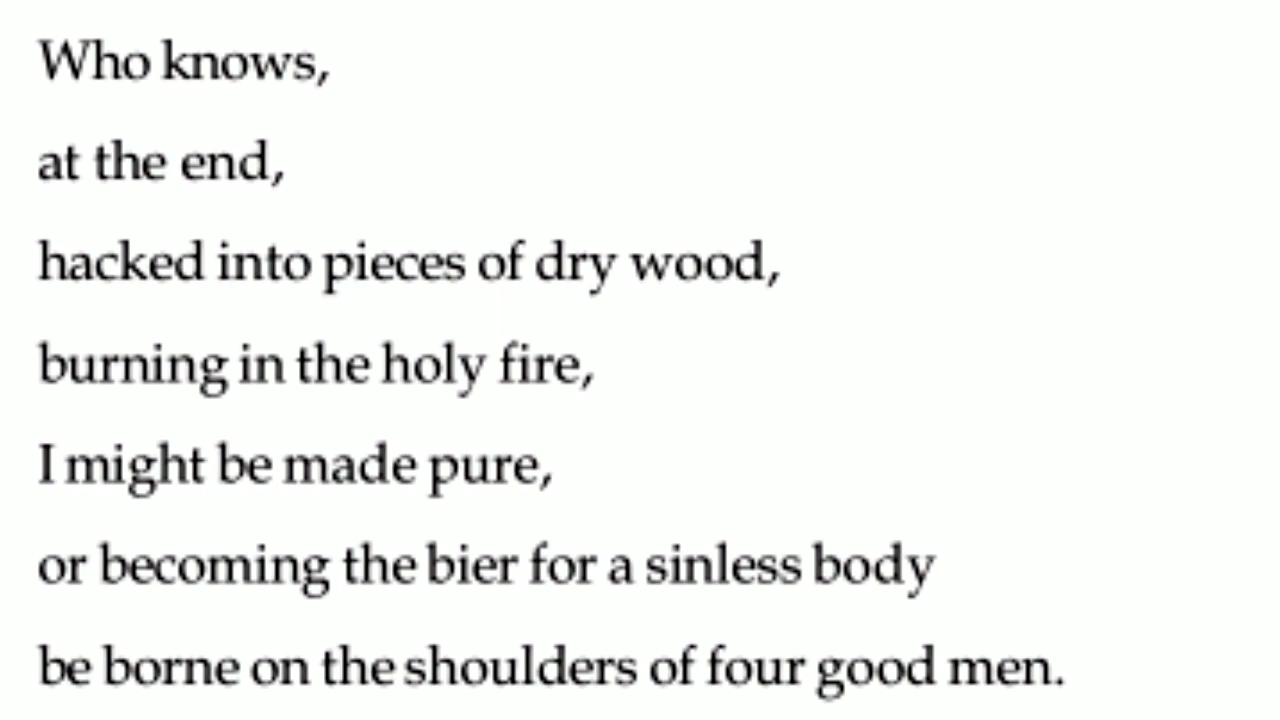 Who knows,
at the end,
hacked into pieces of dry wood,
burning in the holy fire,
I might be made pure,
or becoming the bier for a sinless body
be borne on the shoulders of four good men.